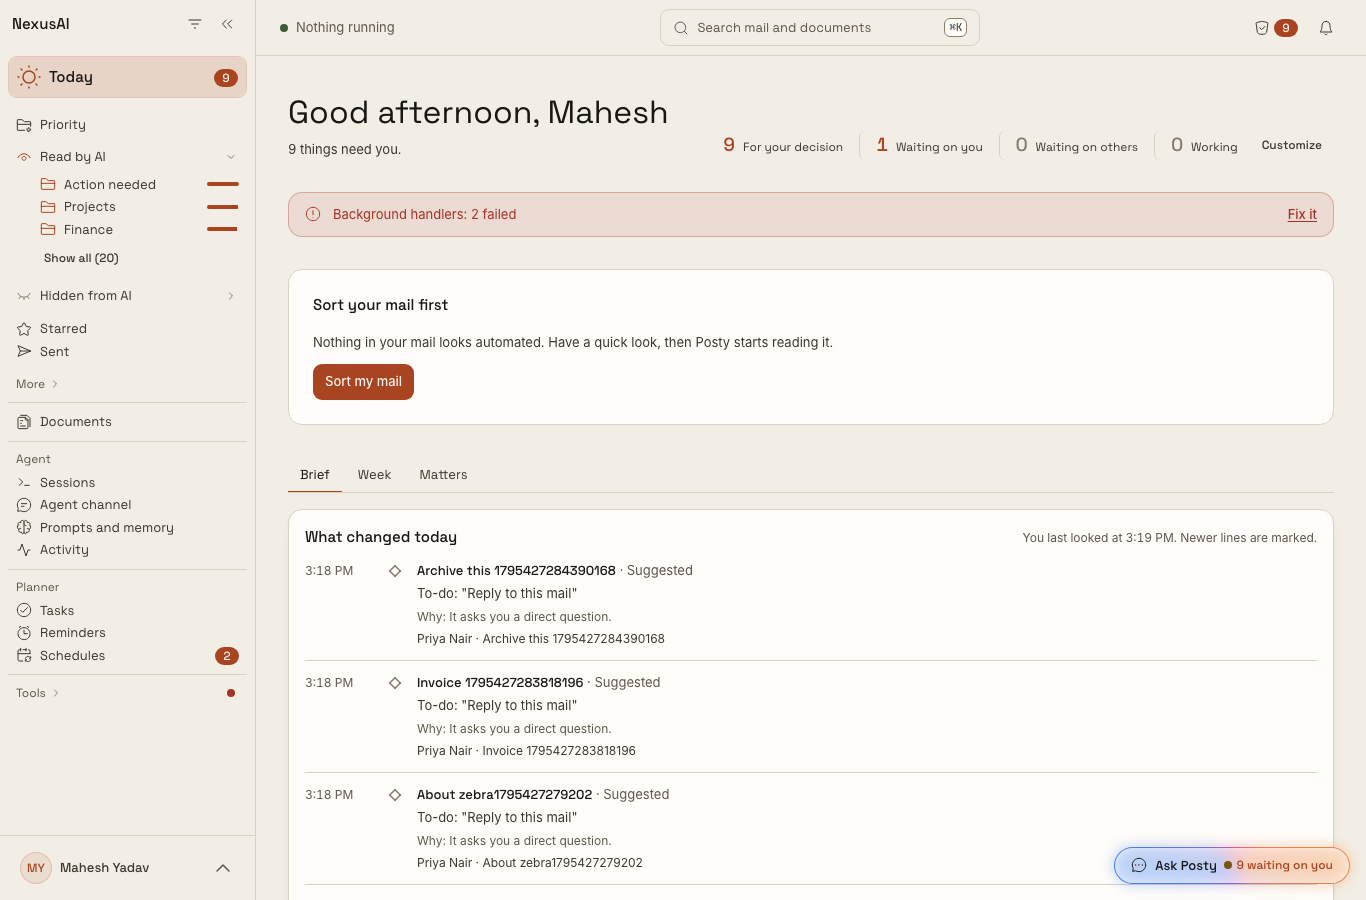 NexusAI
Nothing running
Search mail and documents
⌘K
9
Today
9
Priority
Read by AI
Action needed
Projects
Finance
Show all (20)
Hidden from AI
Starred
Sent
More
Documents
Agent
Sessions
Agent channel
Prompts and memory
Activity
Planner
Tasks
Reminders
Schedules
2
Tools
MY Mahesh Yadav
Good afternoon, Mahesh
9 things need you.
9 For your decision
1 Waiting on you
0 Waiting on others
0 Working
Customize
Background handlers: 2 failed
Fix it
Sort your mail first
Nothing in your mail looks automated. Have a quick look, then Posty starts reading it.
Sort my mail
Brief Week Matters
What changed today
You last looked at 3:19 PM. Newer lines are marked.
3:18 PM Archive this 1795427284390168 · Suggested
To-do: "Reply to this mail"
Why: It asks you a direct question.
Priya Nair · Archive this 1795427284390168
3:18 PM Invoice 1795427283818196 · Suggested
To-do: "Reply to this mail"
Why: It asks you a direct question.
Priya Nair · Invoice 1795427283818196
3:18 PM About zebra1795427279202 · Suggested
To-do: "Reply to this mail"
Why: It asks you a direct question.
Priya Nair · About zebra1795427279202
Ask Posty 9 waiting on you